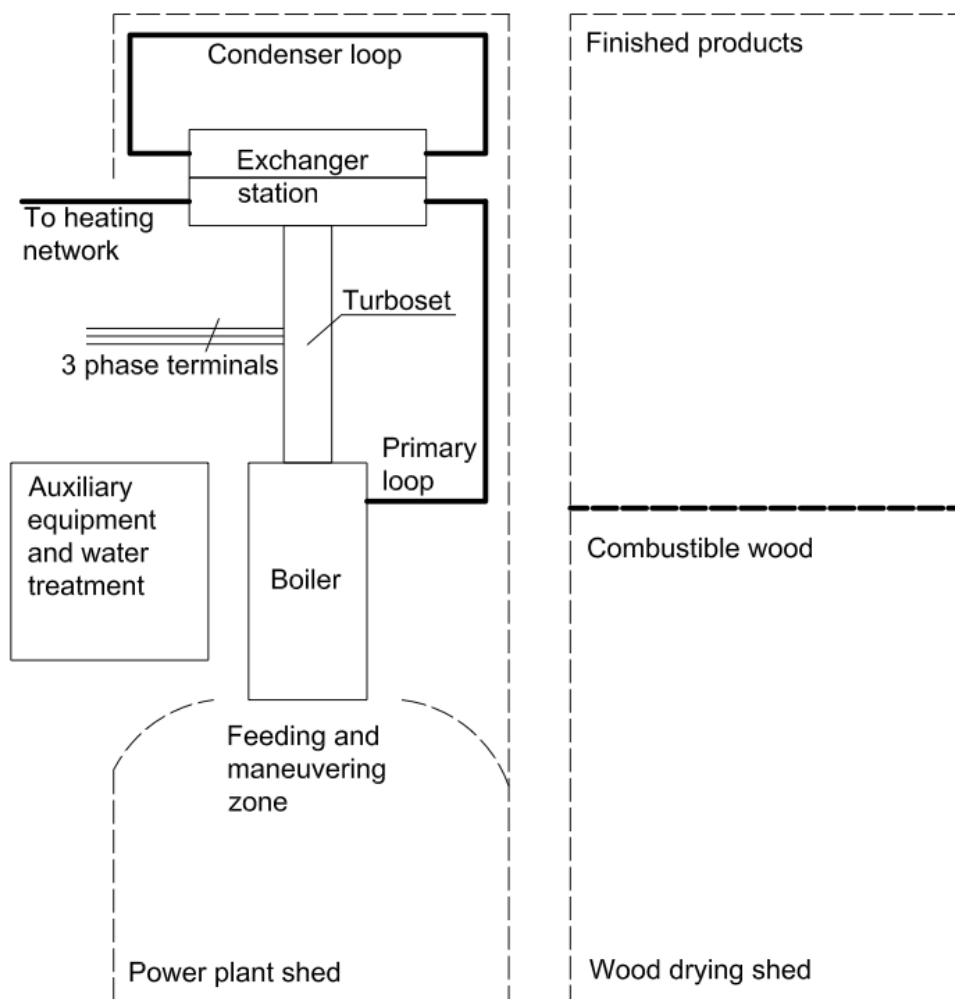 Condenser loop
Finished products
Exchanger
station
To heating
network
Turboset
3 phase terminals
Primary
loop
Auxiliary
equipment
and water
treatment
Boiler
Combustible wood
Feeding and
maneuvering
zone
Power plant shed
Wood drying shed